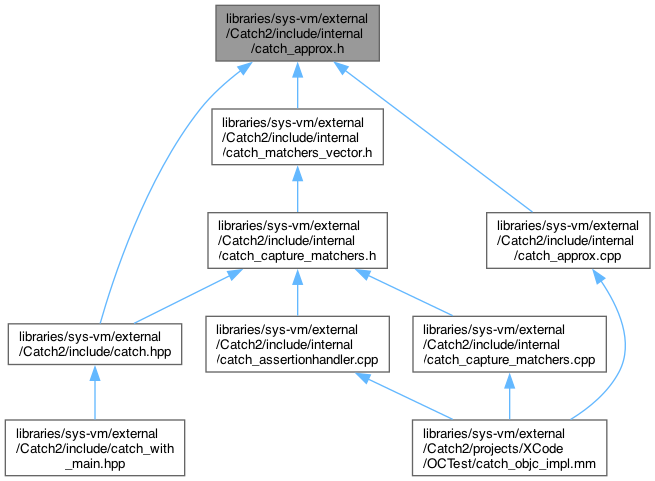 libraries/sys-vm/external
/Catch2/include/internal
/catch_approx.h
libraries/sys-vm/external
/Catch2/include/internal
/catch_matchers_vector.h
libraries/sys-vm/external
/Catch2/include/internal
/catch_capture_matchers.h
libraries/sys-vm/external
/Catch2/include/internal
/catch_approx.cpp
libraries/sys-vm/external
/Catch2/include/catch.hpp
libraries/sys-vm/external
/Catch2/include/internal
/catch_assertionhandler.cpp
libraries/sys-vm/external
/Catch2/include/internal
/catch_capture_matchers.cpp
libraries/sys-vm/external
/Catch2/include/catch_with
_main.hpp
libraries/sys-vm/external
/Catch2/projects/XCode
/OCTest/catch_objc_impl.mm